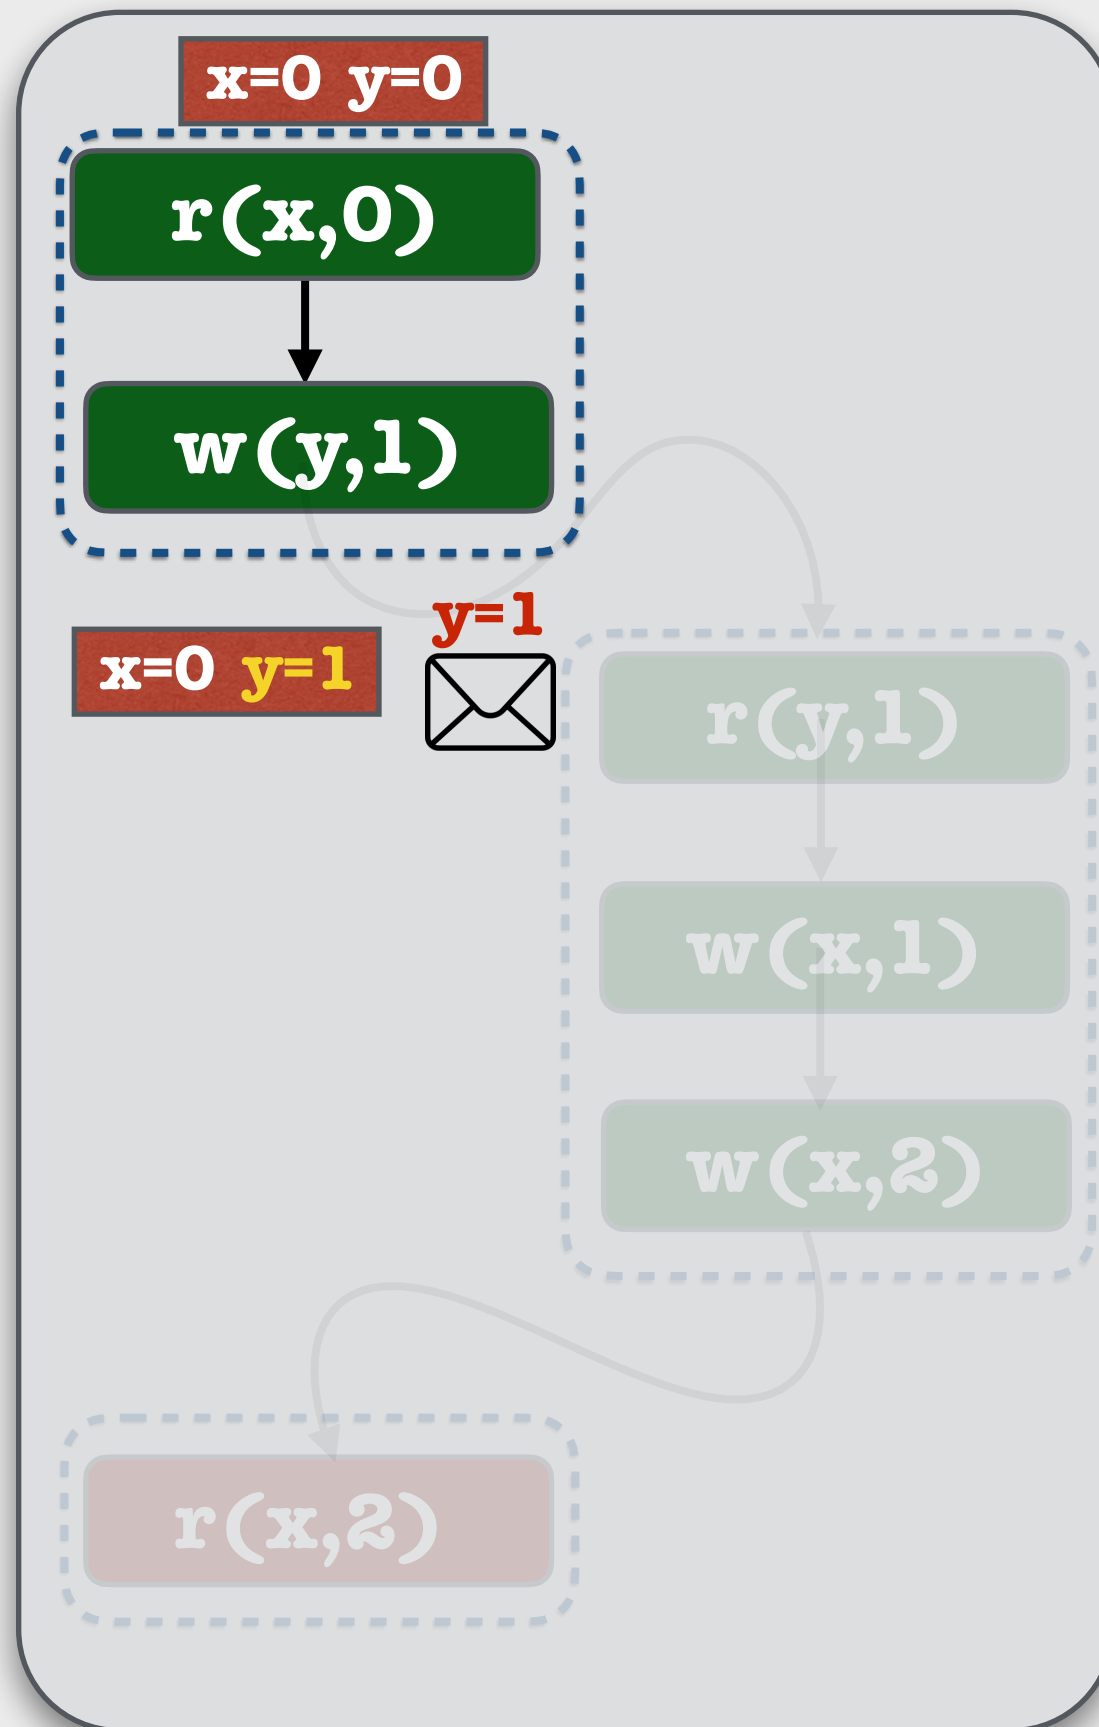 x=0 y=0
r(x,0)
w(y,1)
y=1
x=0 y=1
r(y,1)
w(x,1)
w(x,2)
r(x,2)